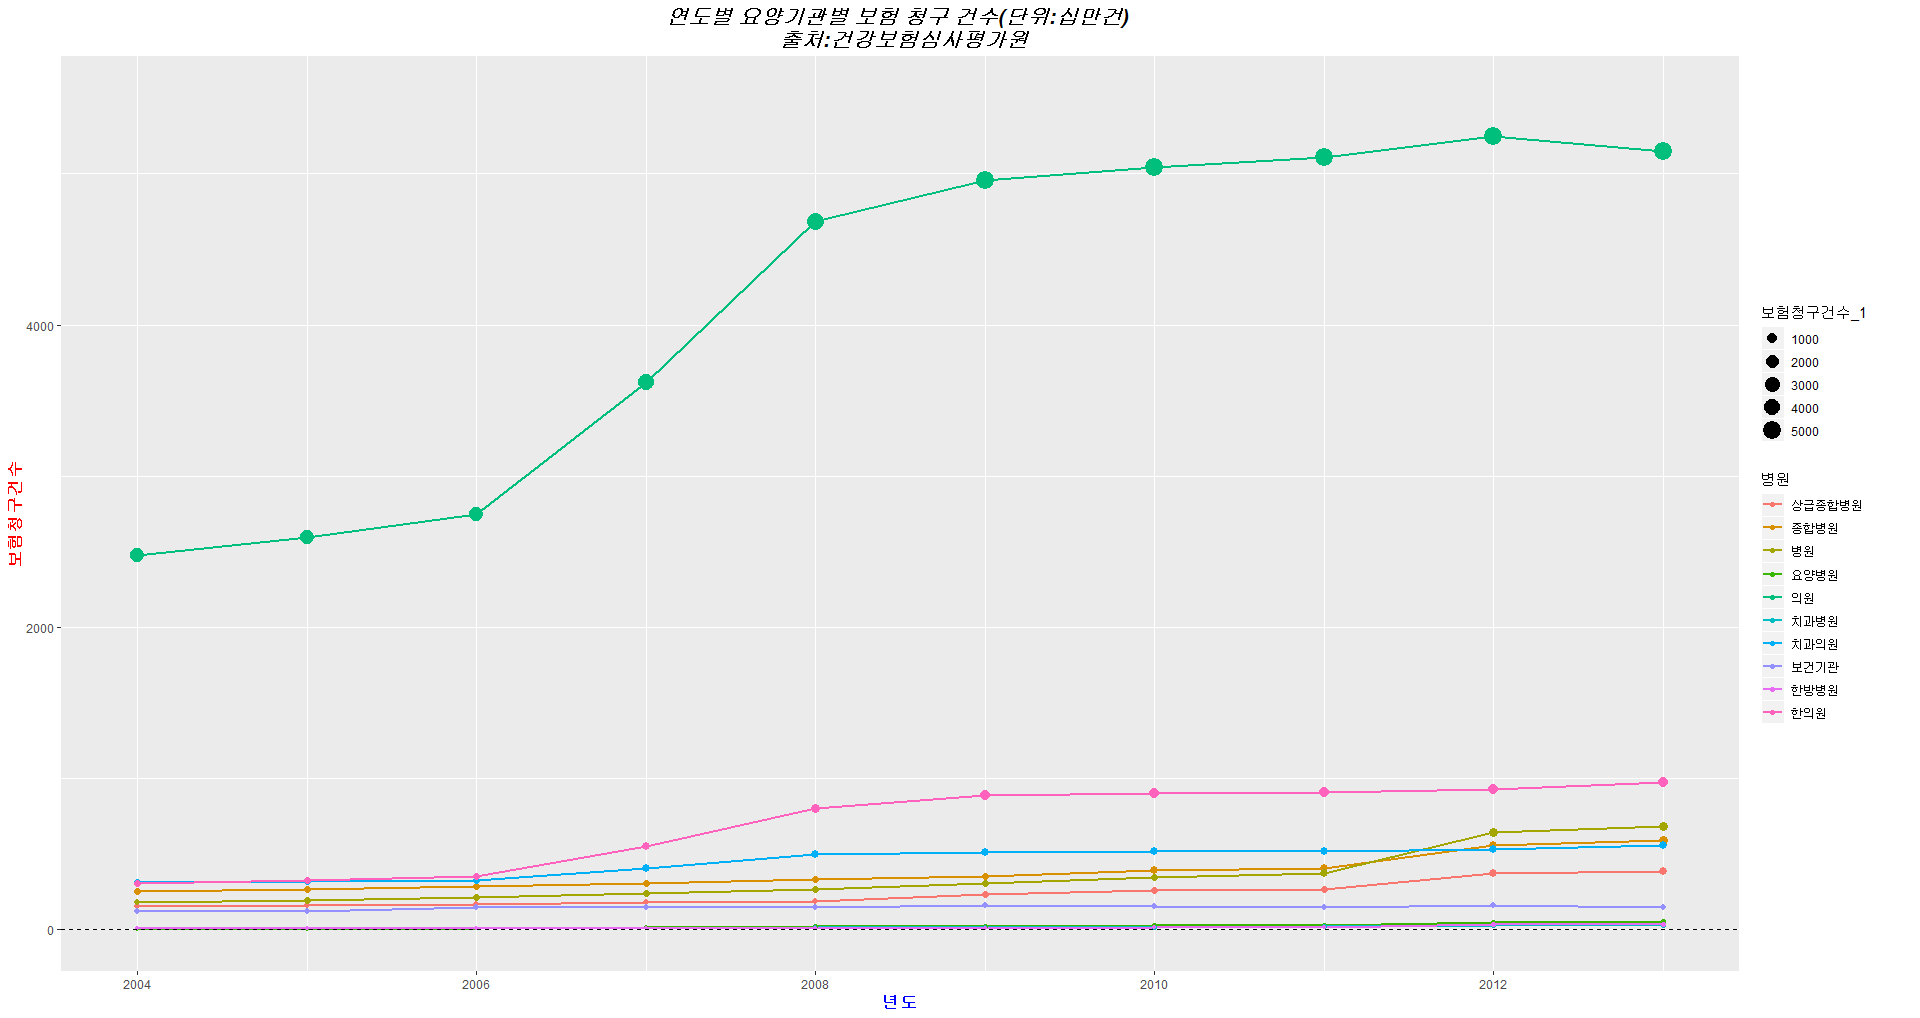 연도별 요양기관별 보험 청구 건수(단위:십만건)
출처:건강보험심사평가원
보험청구건수
4000
2000
0
2004
2006
2008
2010
2012
년도
보험청구건수_1
1000
2000
3000
4000
5000
병원
상급종합병원
종합병원
병원
요양병원
의원
치과병원
치과의원
보건기관
한방병원
한의원